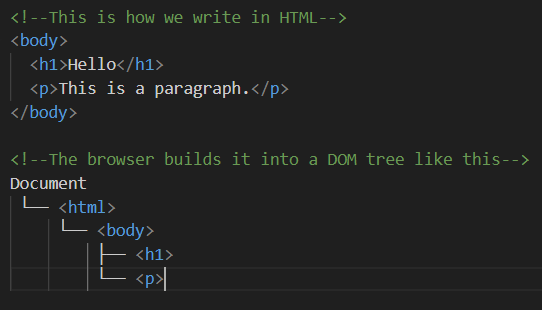 <!--This is how we write in HTML-->
<body>
  <h1>Hello</h1>
  <p>This is a paragraph.</p>
</body>

<!--The browser builds it into a DOM tree like this-->
Document
 └── <html>
     └── <body>
         ├── <h1>
         └── <p>